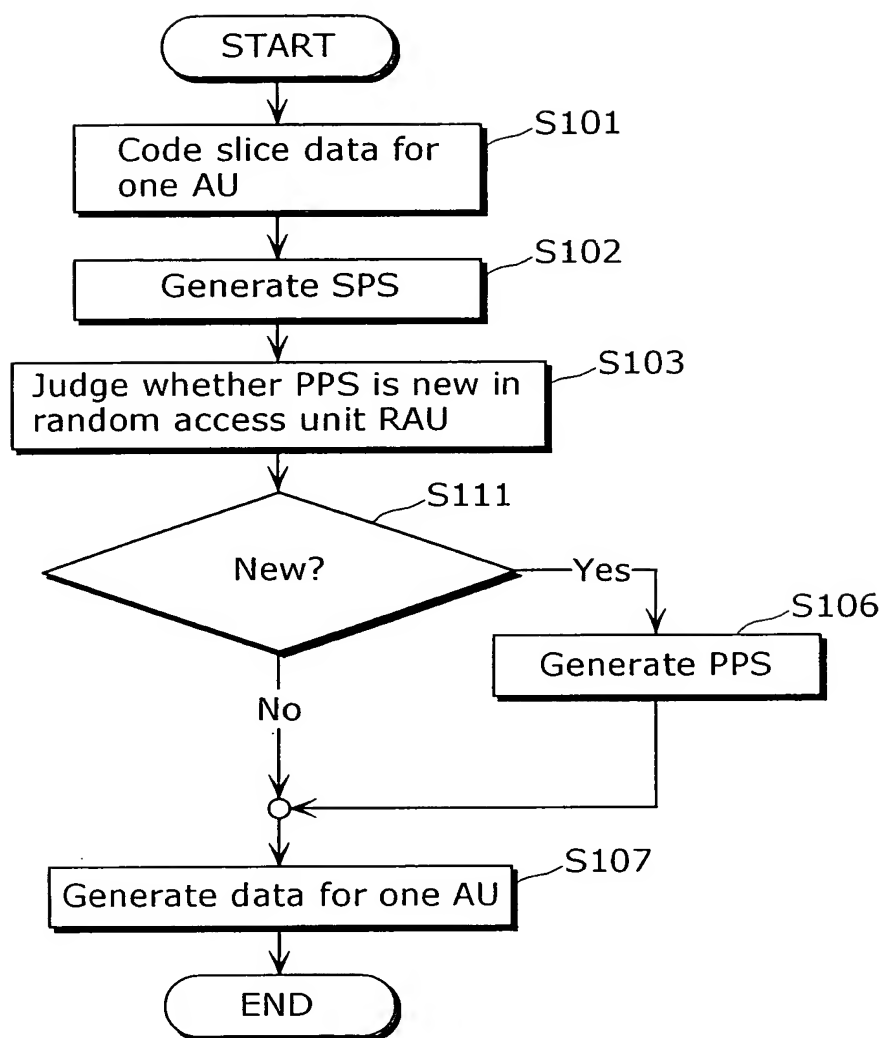 START
S101
Code slice data for
one AU
S102
Generate SPS
S103
Judge whether PPS is new in
random access unit RAU
S111
New?
Yes
S106
Generate PPS
No
S107
Generate data for one AU
END